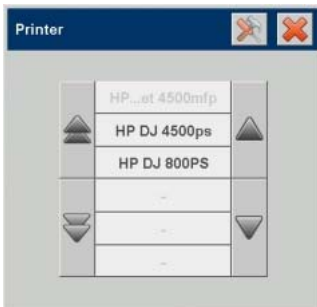 Printer
HP...et 4500mfp
HP DJ 4500ps
HP DJ 800PS
-
-
-